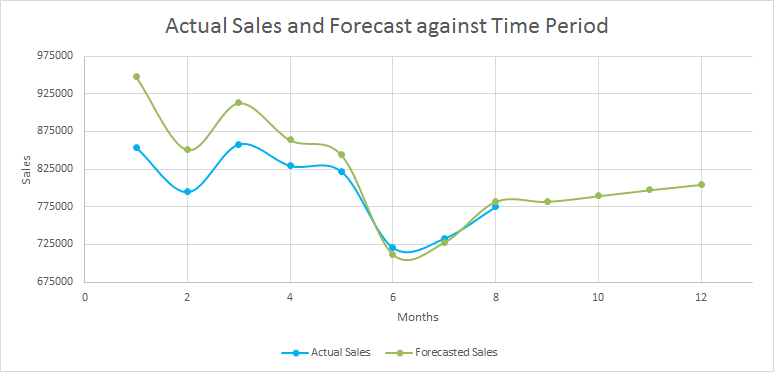 Actual Sales and Forecast against Time Period
975000
925000
875000
825000
775000
725000
675000
Sales
0 2 4 6 8 10 12
Months
Actual Sales Forecasted Sales